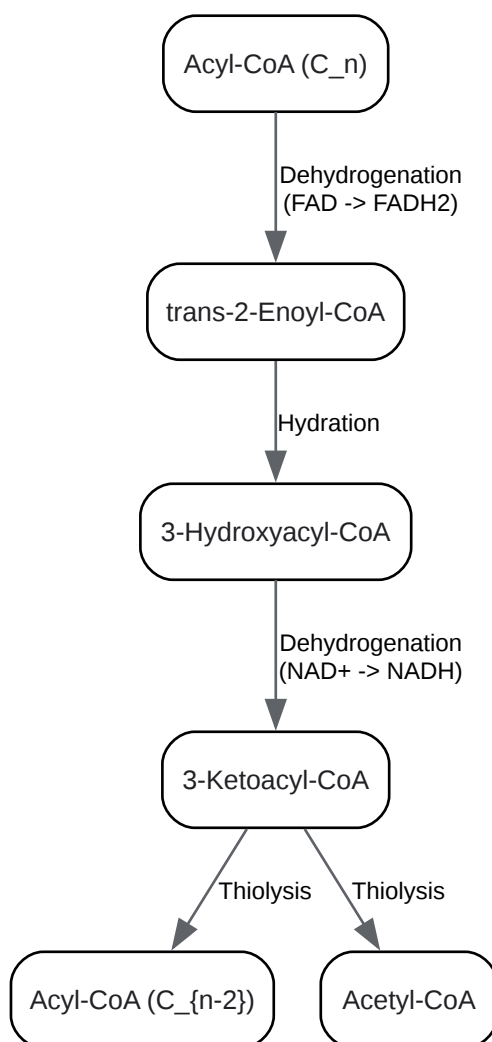 Acyl-CoA (C_n)
Dehydrogenation
(FAD -> FADH2)
trans-2-Enoyl-CoA
Hydration
3-Hydroxyacyl-CoA
Dehydrogenation
(NAD+ -> NADH)
3-Ketoacyl-CoA
Thiolysis
Thiolysis
Acyl-CoA (C_{n-2})
Acetyl-CoA